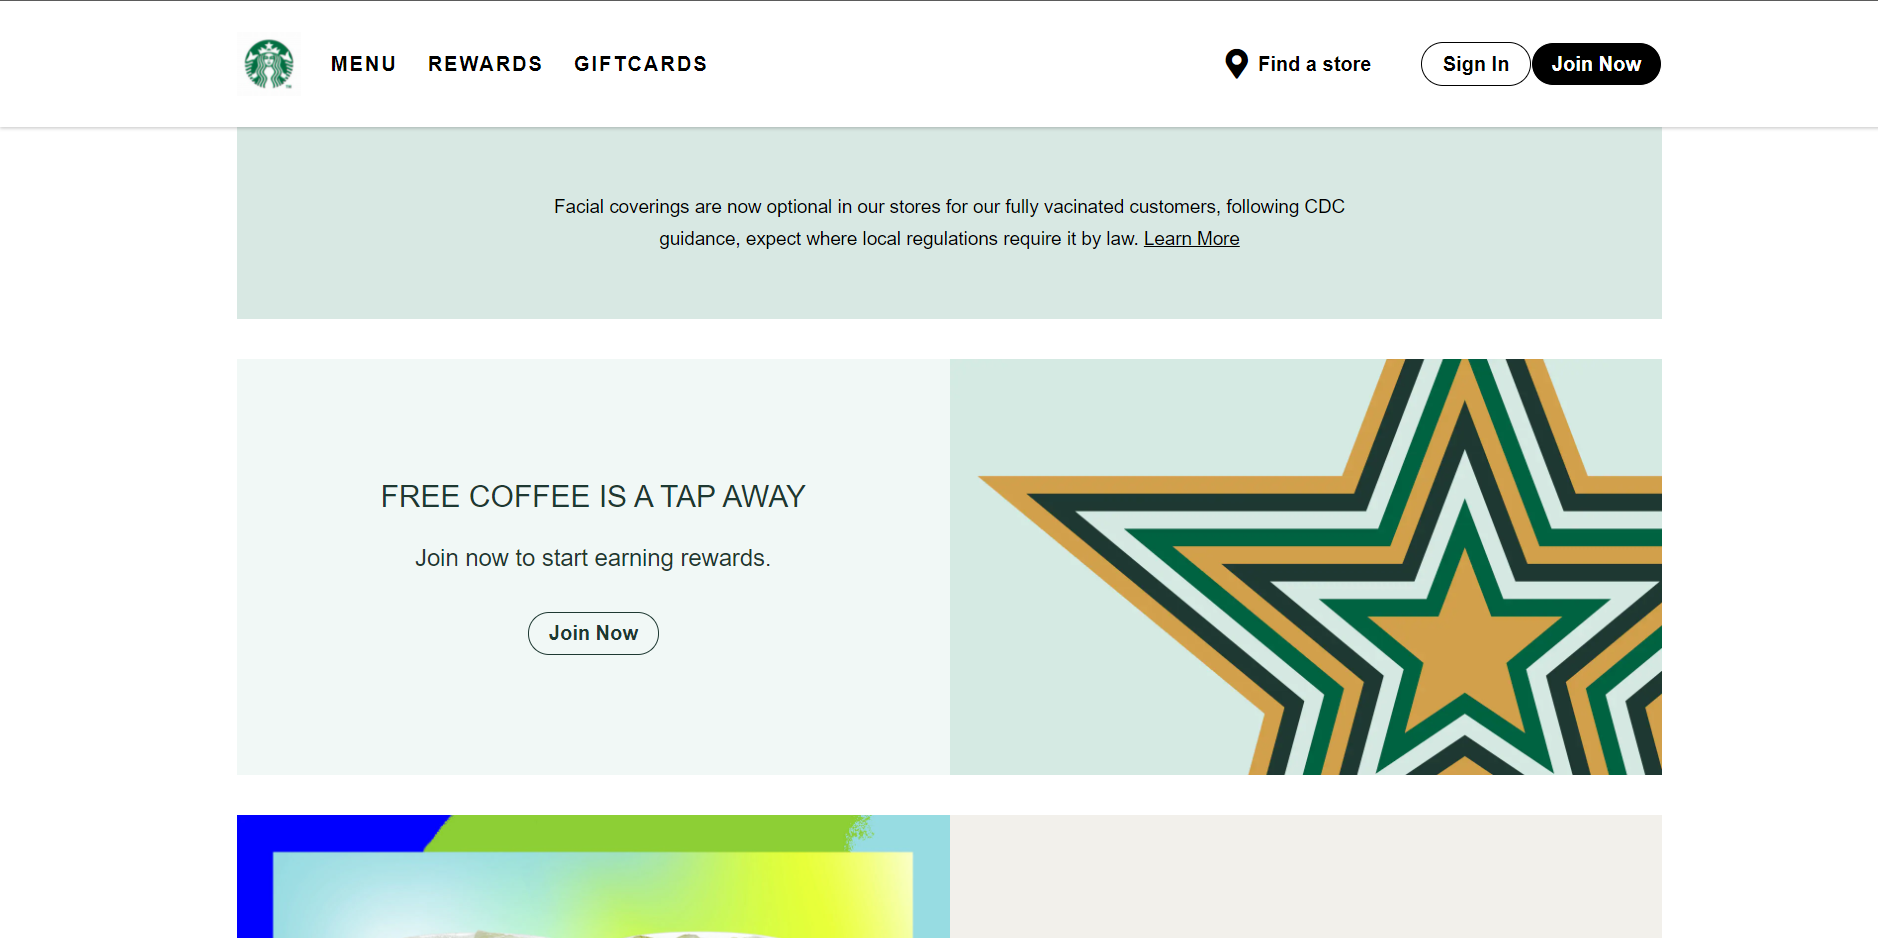 MENU REWARDS GIFTCARDS Find a store Sign In Join Now
Facial coverings are now optional in our stores for our fully vacinated customers, following CDC
guidance, expect where local regulations require it by law. Learn More
FREE COFFEE IS A TAP AWAY
Join now to start earning rewards.
Join Now